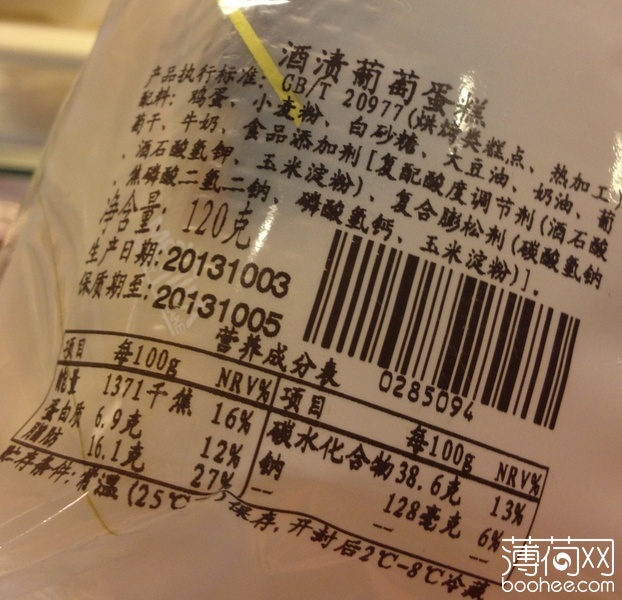 酒渍葡萄蛋糕
产品执行标准: GB/T 20977(烘焙类糕点、热加工)
配料: 鸡蛋、小麦粉、白砂糖、大豆油、奶油、葡
萄干、牛奶、食品添加剂[复配酸度调节剂(酒石酸
、酒石酸氢钾、玉米淀粉)、复合膨松剂(碳酸氢钠
焦磷酸二氢二钠、磷酸氢钙、玉米淀粉)]。
净含量: 120克
生产日期:20131003
保质期至:20131005
0285094
营养成分表
项目 每100g NRV% 项目 每100g NRV%
能量 1371千焦 16% 碳水化合物 38.6克 13%
蛋白质 6.9克 12% 钠 128毫克 6%
脂肪 16.1克 27% -- --
贮存条件: 常温(25℃ 保存,开封后2℃-8℃冷藏
薄荷网
boohee.com